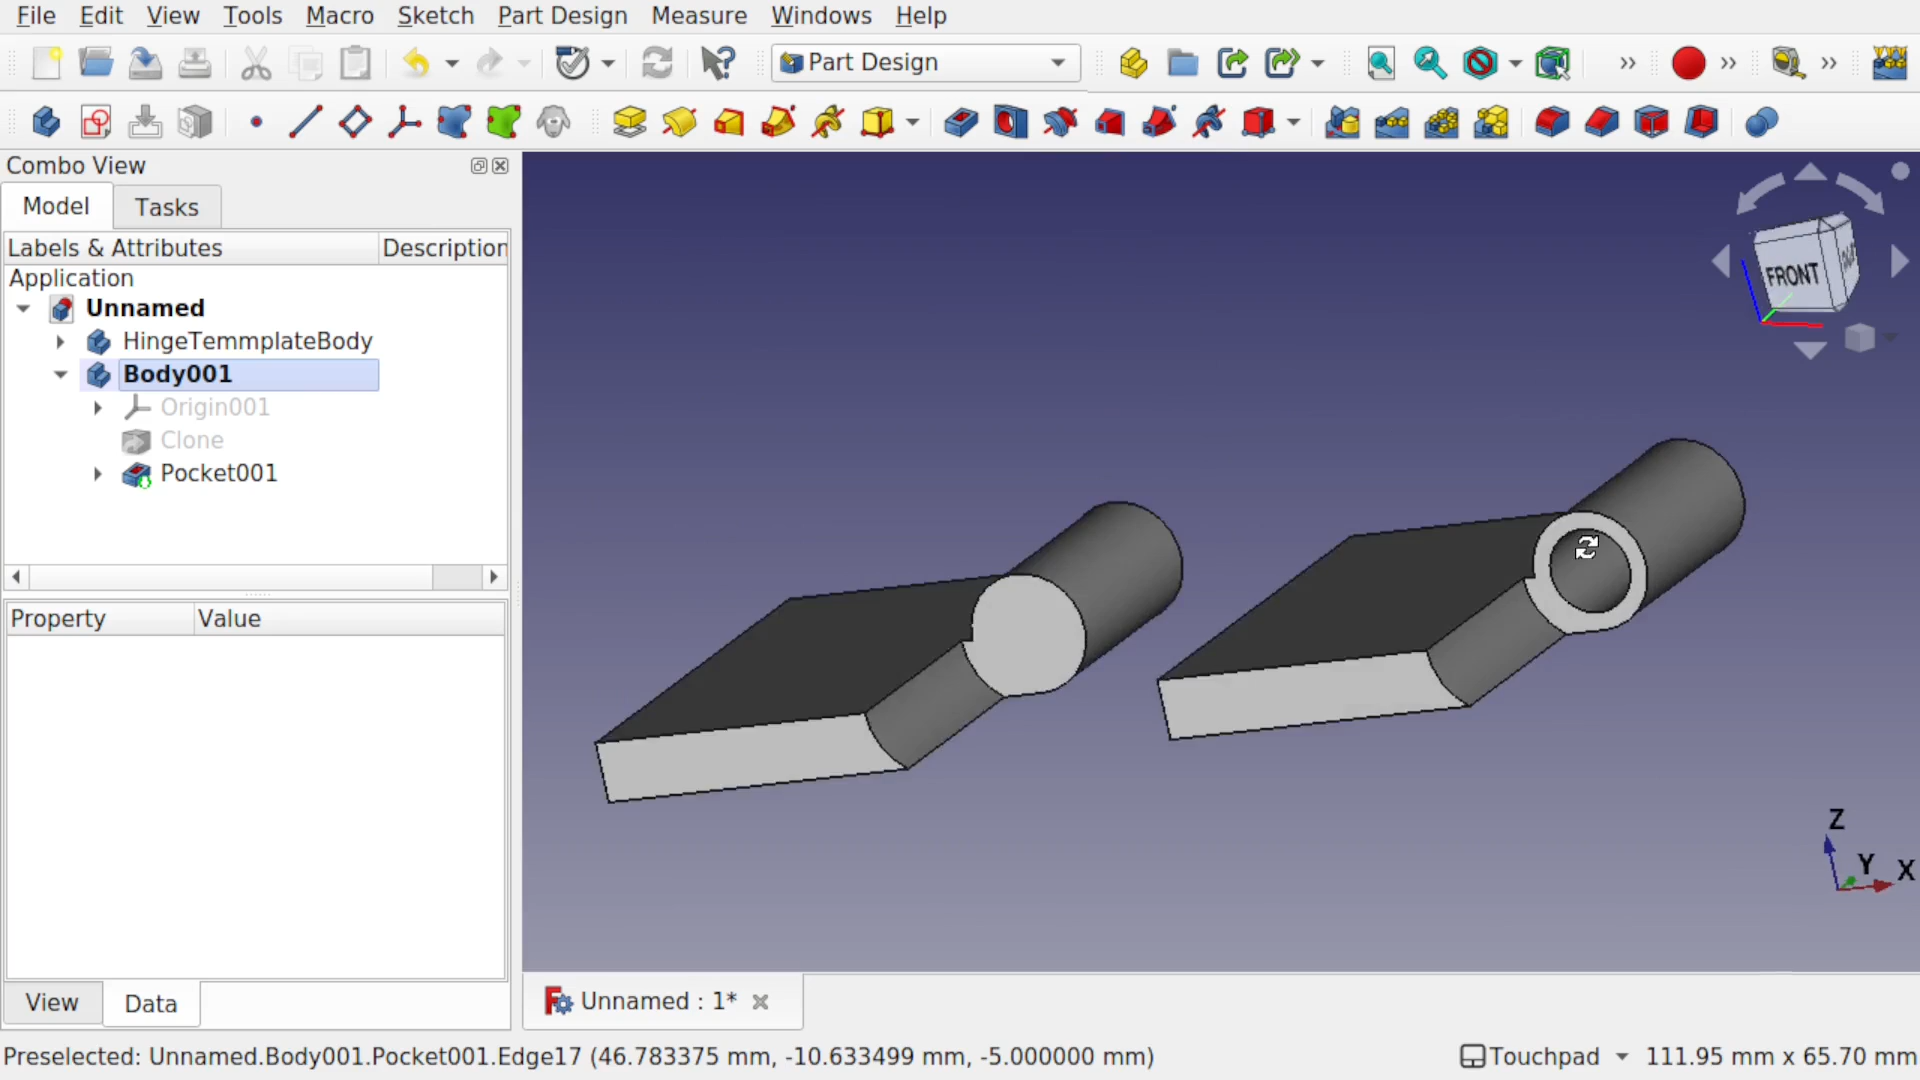 File Edit View Tools Macro Sketch Part Design Measure Windows Help
Part Design
Combo View
Model Tasks
Labels & Attributes Description
Application
Unnamed
HingeTemmplateBody
Body001
Origin001
Clone
Pocket001
Property Value
View Data
FRONT
Z
Y
X
Unnamed : 1*
Preselected: Unnamed.Body001.Pocket001.Edge17 (46.783375 mm, -10.633499 mm, -5.000000 mm)
Touchpad 111.95 mm x 65.70 mm